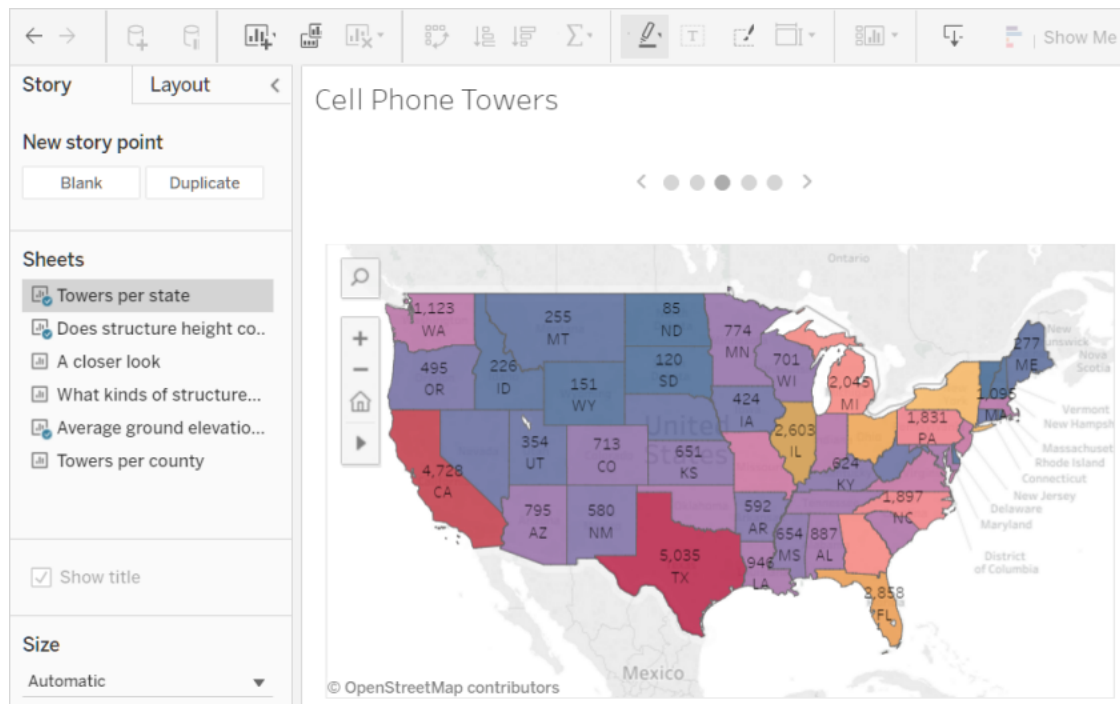 Show Me
Story
Layout
Cell Phone Towers
New story point
Blank
Duplicate
Sheets
Towers per state
Does structure height co..
A closer look
What kinds of structure...
Average ground elevatio...
Towers per county
Show title
Size
Automatic
Ontario
1,123
WA
255
MT
85
ND
774
MN
277
ME
New
Nova
Scotia
495
OR
226
ID
151
WY
120
SD
701
WI
2,045
MI
424
IA
United
1,095
MA
Vermont
New Hampsh
Massachuset
Rhode Island
Connecticut
New Jersey
Delaware
Maryland
District
of Columbia
1,831
PA
2,603
IL
354
UT
713
CO
651
KS
624
KY
4,728
CA
1,897
NC
795
AZ
580
NM
592
AR
654
MS
887
AL
5,035
TX
946
LA
FL
Mexico
© OpenStreetMap contributors